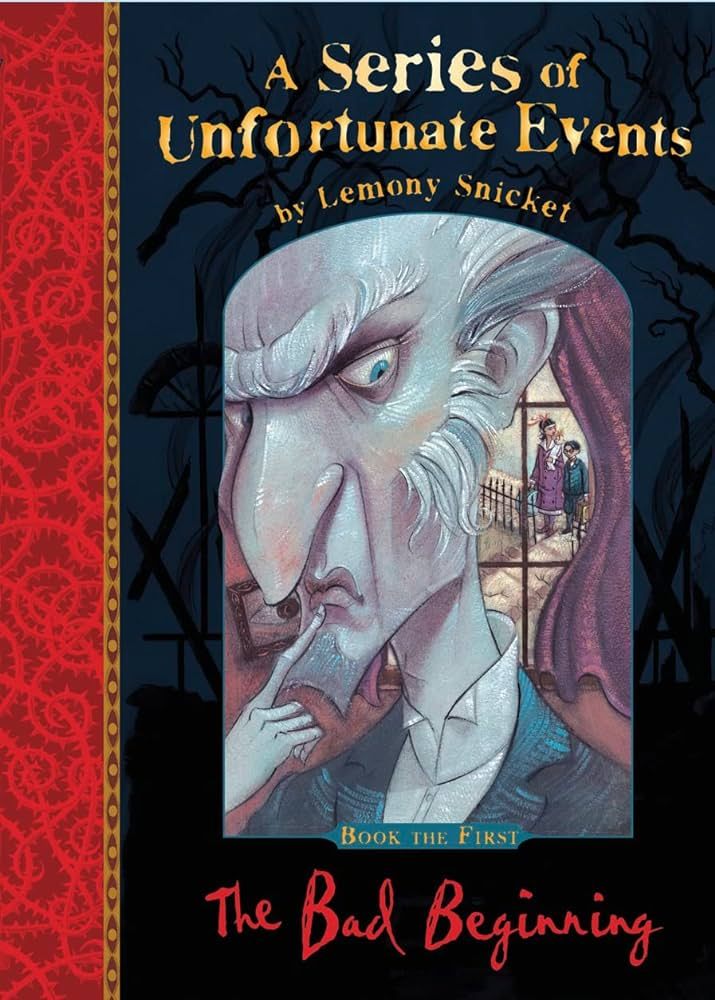 A Series of
Unfortunate Events
by Lemony Snicket
BOOK THE FIRST
The Bad Beginning